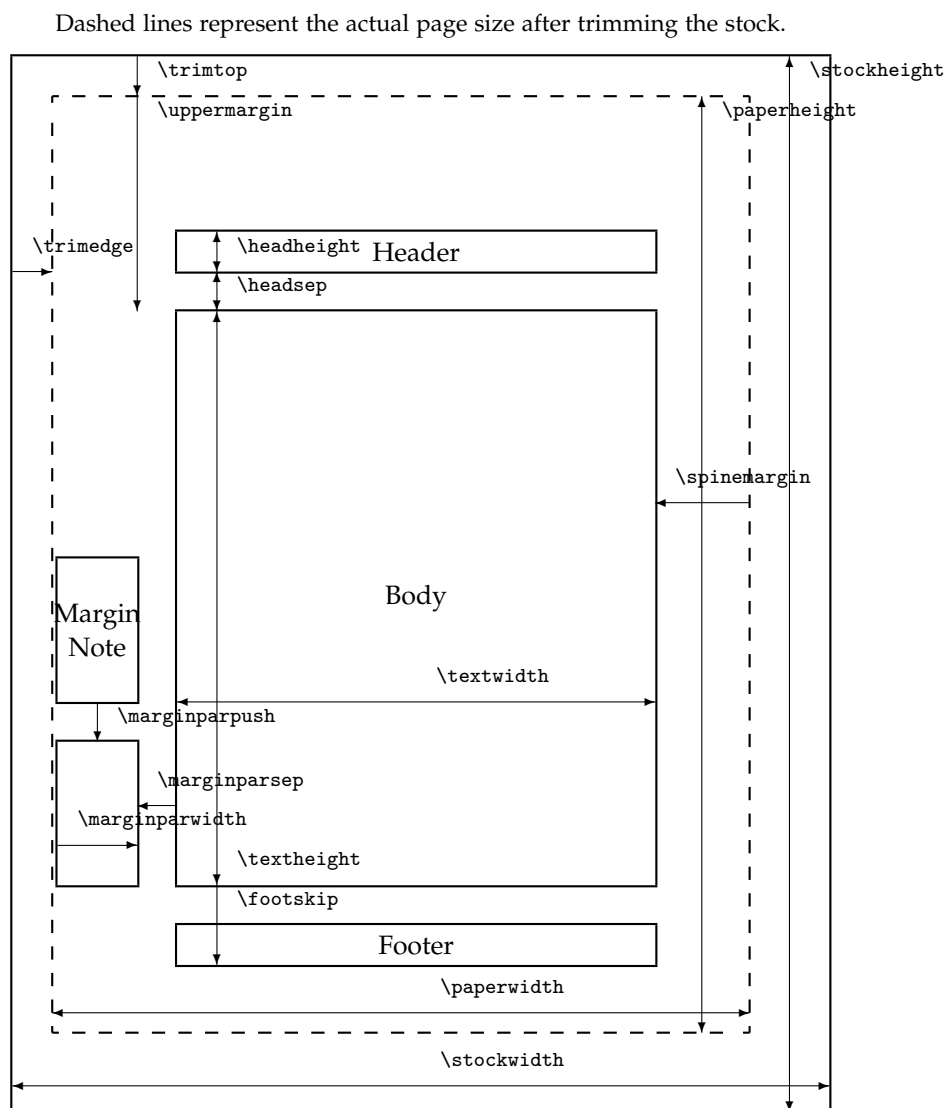 Dashed lines represent the actual page size after trimming the stock.
\trimtop
\stockheight
\uppermargin
\paperheight
\trimedge
\headheight
Header
\headsep
\spinemargin
Body
Margin
Note
\textwidth
\marginparpush
\marginparsep
\marginparwidth
\textheight
\footskip
Footer
\paperwidth
\stockwidth